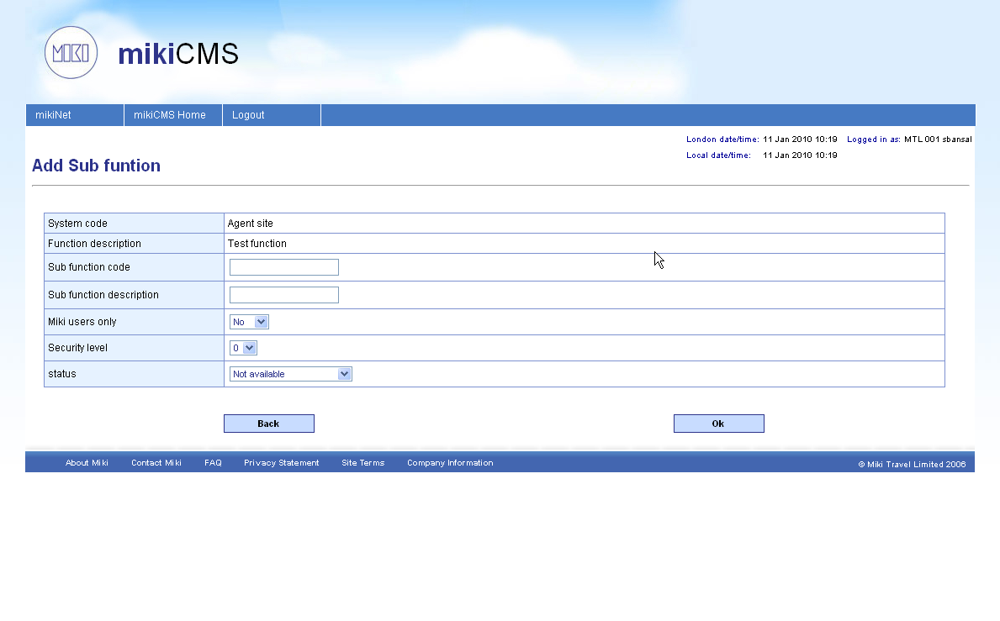 MIKI mikiCMS
mikiNet mikiCMS Home Logout
London date/time: 11 Jan 2010 10:19 Logged in as: MTL 001 sbansal
Local date/time: 11 Jan 2010 10:19
Add Sub funtion
System code Agent site
Function description Test function
Sub function code
Sub function description
Miki users only No
Security level 0
status Not available
Back Ok
About Miki Contact Miki FAQ Privacy Statement Site Terms Company Information © Miki Travel Limited 2006